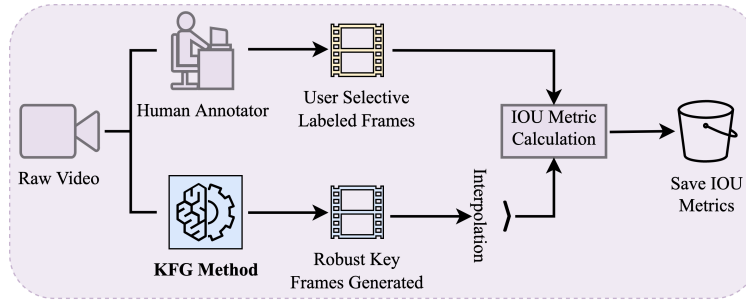 Human Annotator
User Selective
Labeled Frames
IOU Metric
Calculation
Raw Video
Interpolation
Save IOU
Metrics
KFG Method
Robust Key
Frames Generated